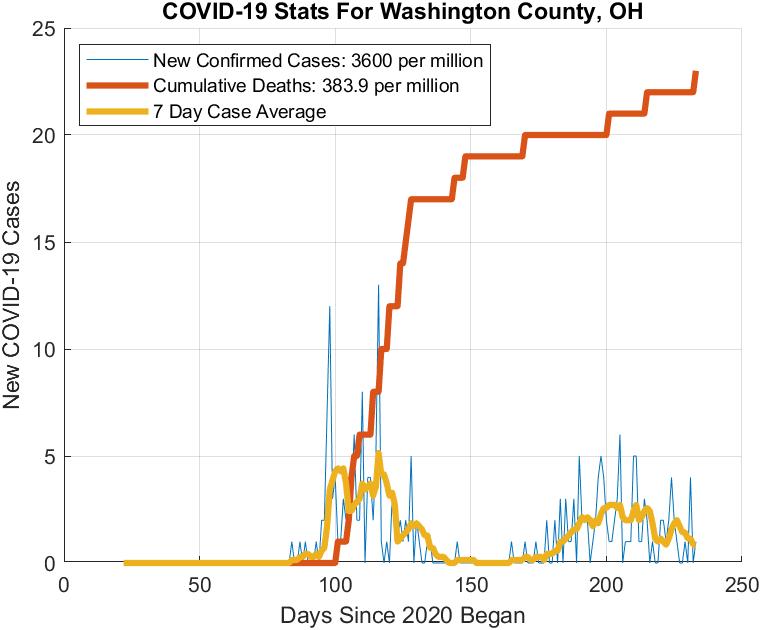 COVID-19 Stats For Washington County, OH
New Confirmed Cases: 3600 per million
Cumulative Deaths: 383.9 per million
7 Day Case Average
New COVID-19 Cases
25
20
15
10
5
0
0 50 100 150 200 250
Days Since 2020 Began